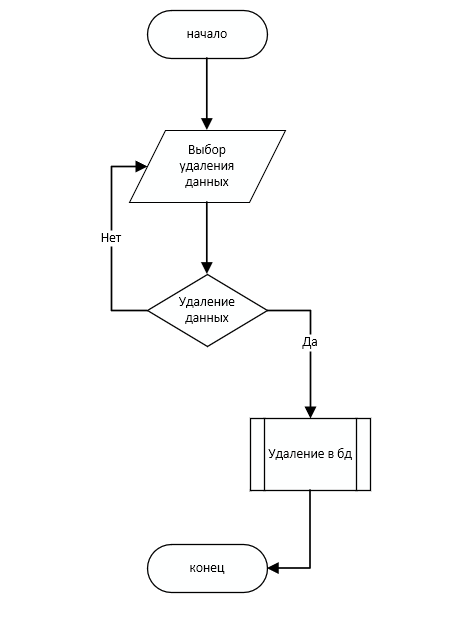 начало
Выбор
удаления
данных
Нет
Удаление
данных
Да
Удаление в бд
конец